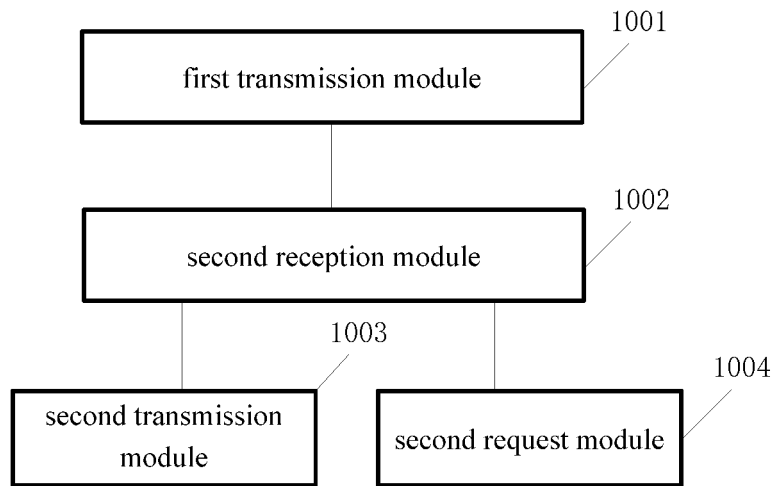 1001
first transmission module
1002
second reception module
1003
second transmission
module
1004
second request module